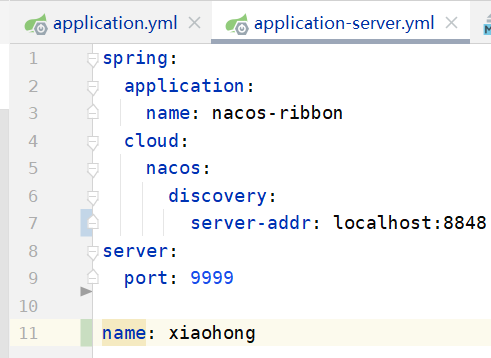 application.yml × application-server.yml ×
1 spring:
2   application:
3     name: nacos-ribbon
4   cloud:
5     nacos:
6       discovery:
7         server-addr: localhost:8848
8 server:
9   port: 9999
10
11 name: xiaohong